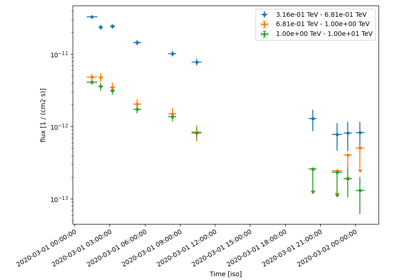 3.16e-01 TeV - 6.81e-01 TeV
6.81e-01 TeV - 1.00e+00 TeV
1.00e+00 TeV - 1.00e+01 TeV
flux [1 / (cm2 s)]
10⁻¹¹
10⁻¹²
10⁻¹³
2020-03-01 00:00:00
2020-03-01 03:00:00
2020-03-01 06:00:00
2020-03-01 09:00:00
2020-03-01 12:00:00
2020-03-01 15:00:00
2020-03-01 18:00:00
2020-03-01 21:00:00
2020-03-02 00:00:00
Time [iso]